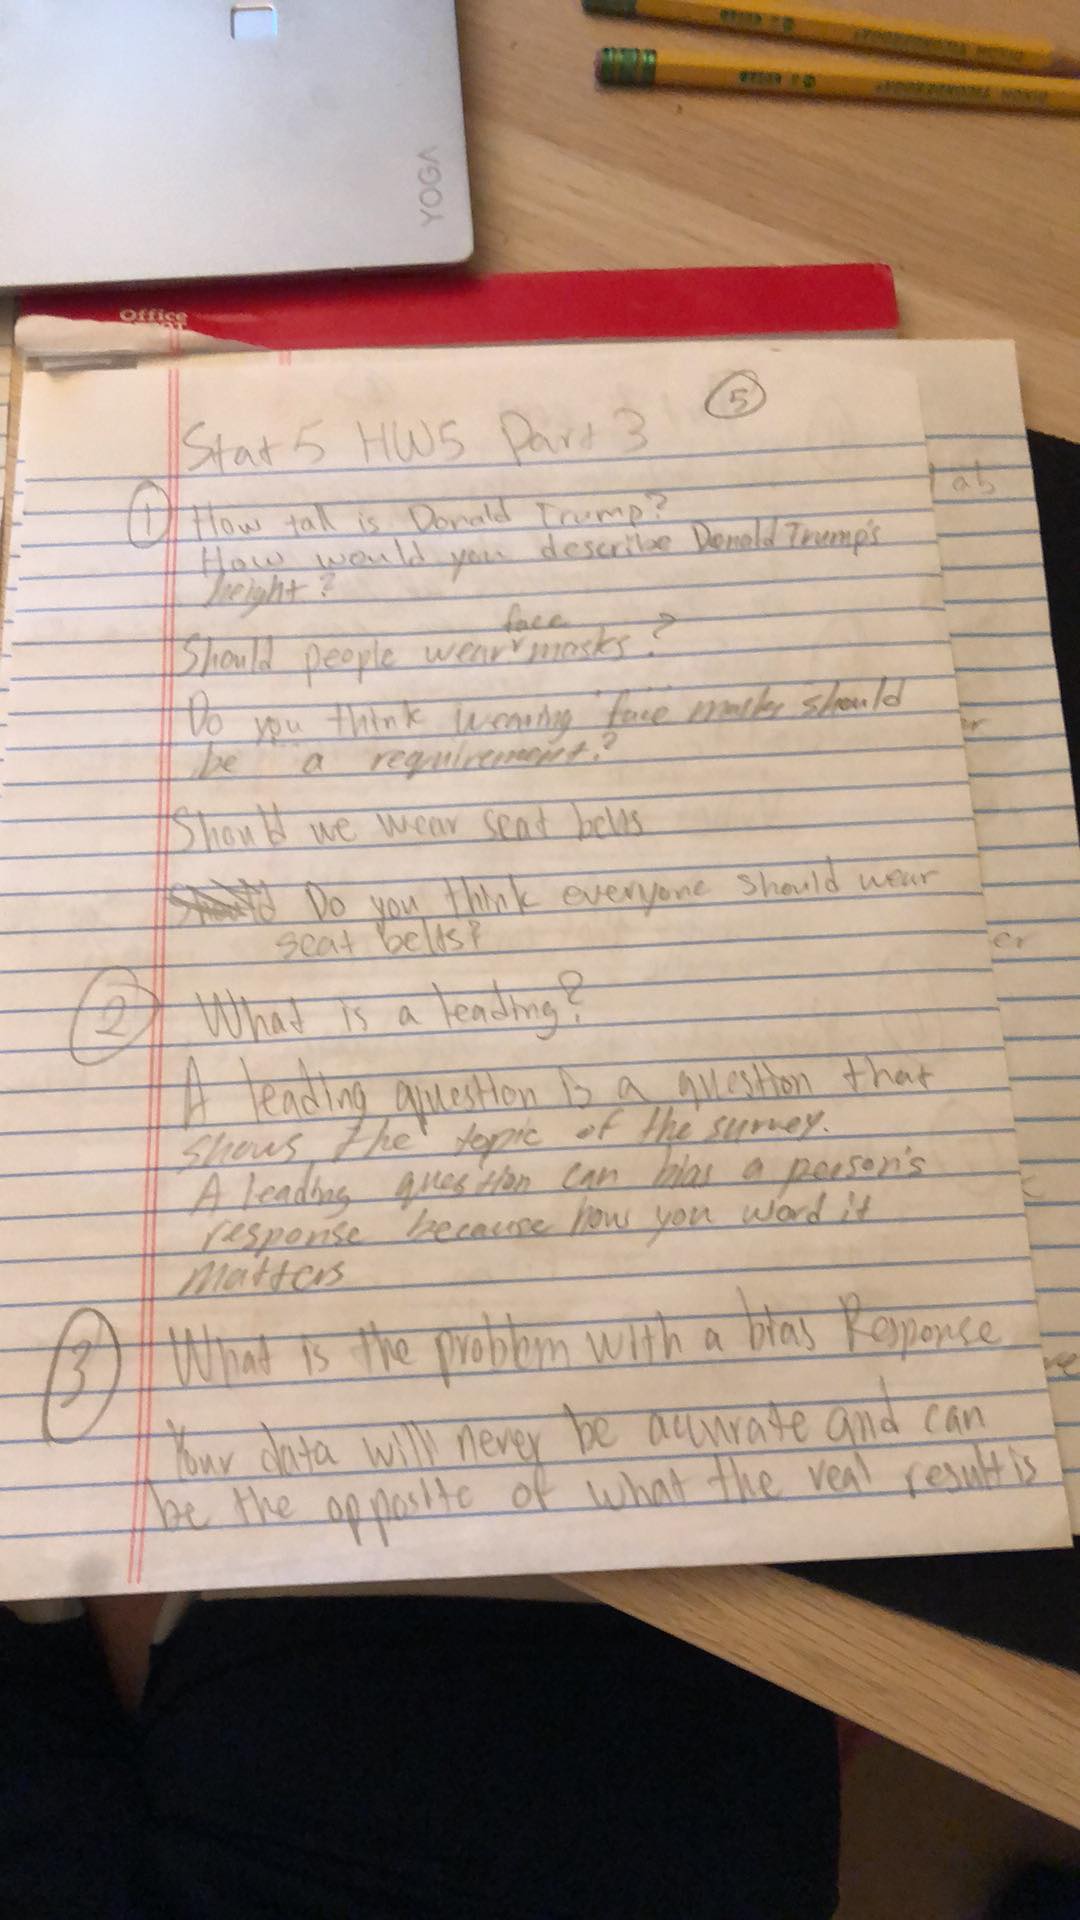 YOGA
Office
5
Stat 5 HW5 Part 3
1 How tall is Donald Trump?
How would you describe Donald Trump's
height?
face
Should people wear masks?
Do you think wearing face masks should
be a requirement?
Should we wear seat belts
Do you think everyone should wear
seat belts?
2 What is a leading?
A leading question is a question that
shows the topic of the survey.
A leading question can bias a person's
response because how you word it
matters
3 What is the problem with a bias Response
Your data will never be accurate and can
be the opposite of what the real result is